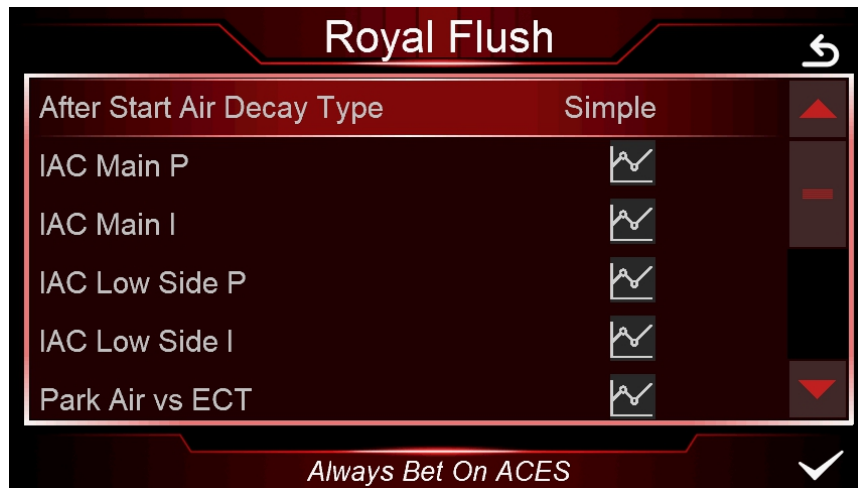 Royal Flush
After Start Air Decay Type Simple
IAC Main P
IAC Main I
IAC Low Side P
IAC Low Side I
Park Air vs ECT
Always Bet On ACES